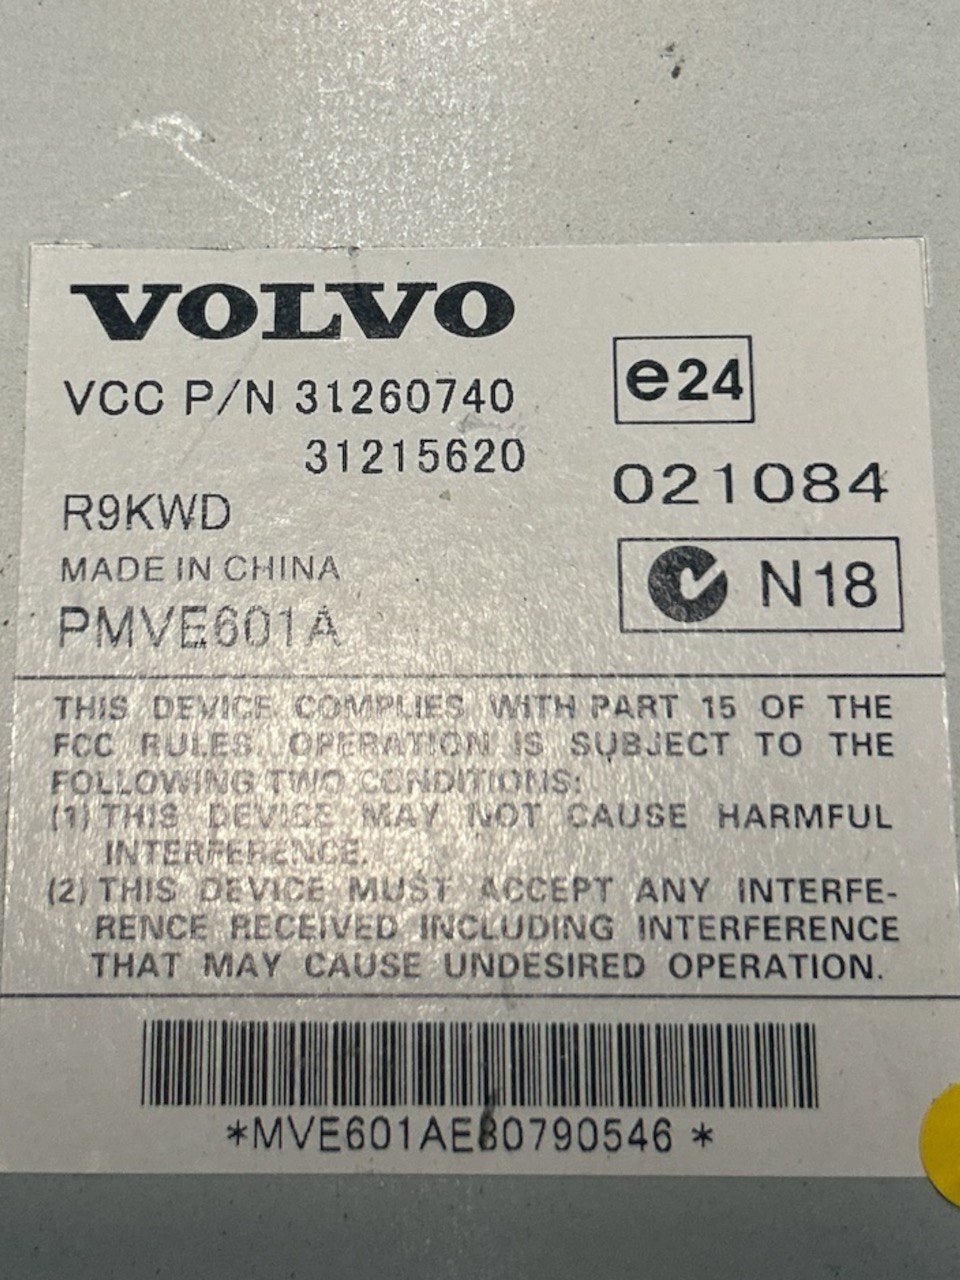 VOLVO
VCC P/N 31260740
31215620
e24
021084
R9KWD
N18
MADE IN CHINA
PMVE601A
THIS DEVICE COMPLIES WITH PART 15 OF THE
FCC RULES. OPERATION IS SUBJECT TO THE
FOLLOWING TWO CONDITIONS:
(1) THIS DEVICE MAY NOT CAUSE HARMFUL
INTERFERENCE.
(2) THIS DEVICE MUST ACCEPT ANY INTERFE-
RENCE RECEIVED INCLUDING INTERFERENCE
THAT MAY CAUSE UNDESIRED OPERATION.
*MVE601AE80790546 *